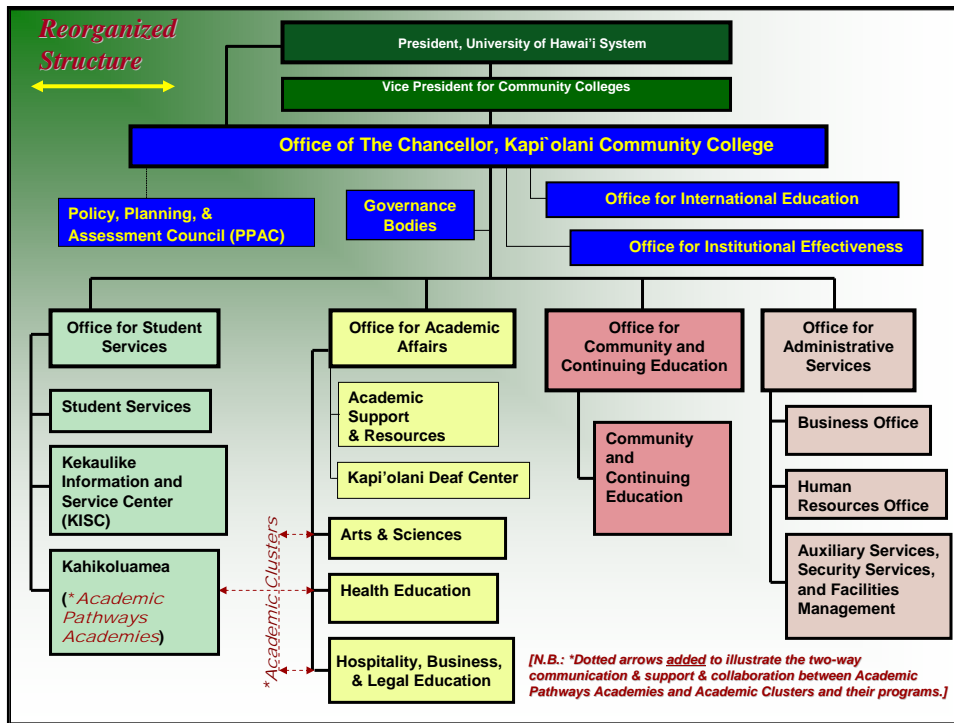 Reorganized
Structure
President, University of Hawai'i System
Vice President for Community Colleges
Office of The Chancellor, Kapi`olani Community College
Policy, Planning, &
Assessment Council (PPAC)
Governance
Bodies
Office for International Education
Office for Institutional Effectiveness
Office for Student
Services
Student Services
Kekaulike
Information and
Service Center
(KISC)
Kahikoluamea
(*Academic
Pathways
Academies)
*Academic Clusters
Office for Academic
Affairs
Academic
Support
& Resources
Kapi'olani Deaf Center
Arts & Sciences
Health Education
Hospitality, Business,
& Legal Education
Office for
Community and
Continuing Education
Community
and
Continuing
Education
Office for
Administrative
Services
Business Office
Human
Resources Office
Auxiliary Services,
Security Services,
and Facilities
Management
[N.B.: *Dotted arrows added to illustrate the two-way
communication & support & collaboration between Academic
Pathways Academies and Academic Clusters and their programs.]